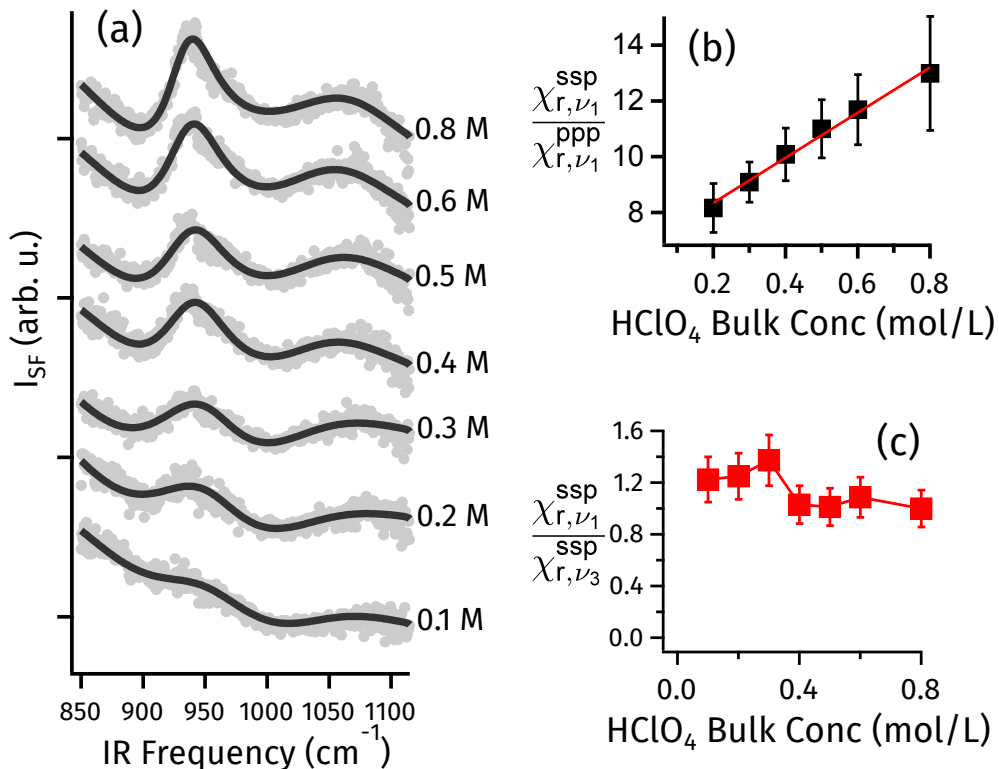 (a)
I_SF (arb. u.)
0.8 M
0.6 M
0.5 M
0.4 M
0.3 M
0.2 M
0.1 M
850 900 950 1000 1050 1100
IR Frequency (cm⁻¹)
(b)
χ^ssp_r,ν₁
χ^ppp_r,ν₁
14
12
10
8
0.2 0.4 0.6 0.8
HClO₄ Bulk Conc (mol/L)
(c)
χ^ssp_r,ν₁
χ^ssp_r,ν₃
1.6
1.2
0.8
0.4
0.0
0.0 0.4 0.8
HClO₄ Bulk Conc (mol/L)